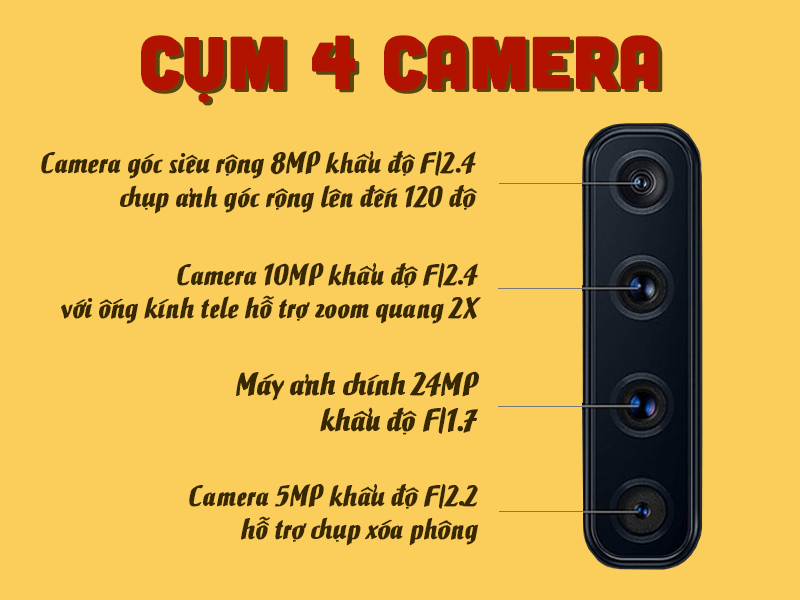 CỤM 4 CAMERA
Camera góc siêu rộng 8MP khẩu độ F/2.4
chụp ảnh góc rộng lên đến 120 độ
Camera 10MP khẩu độ F/2.4
với ống kính tele hỗ trợ zoom quang 2X
Máy ảnh chính 24MP
khẩu độ F/1.7
Camera 5MP khẩu độ F/2.2
hỗ trợ chụp xóa phông